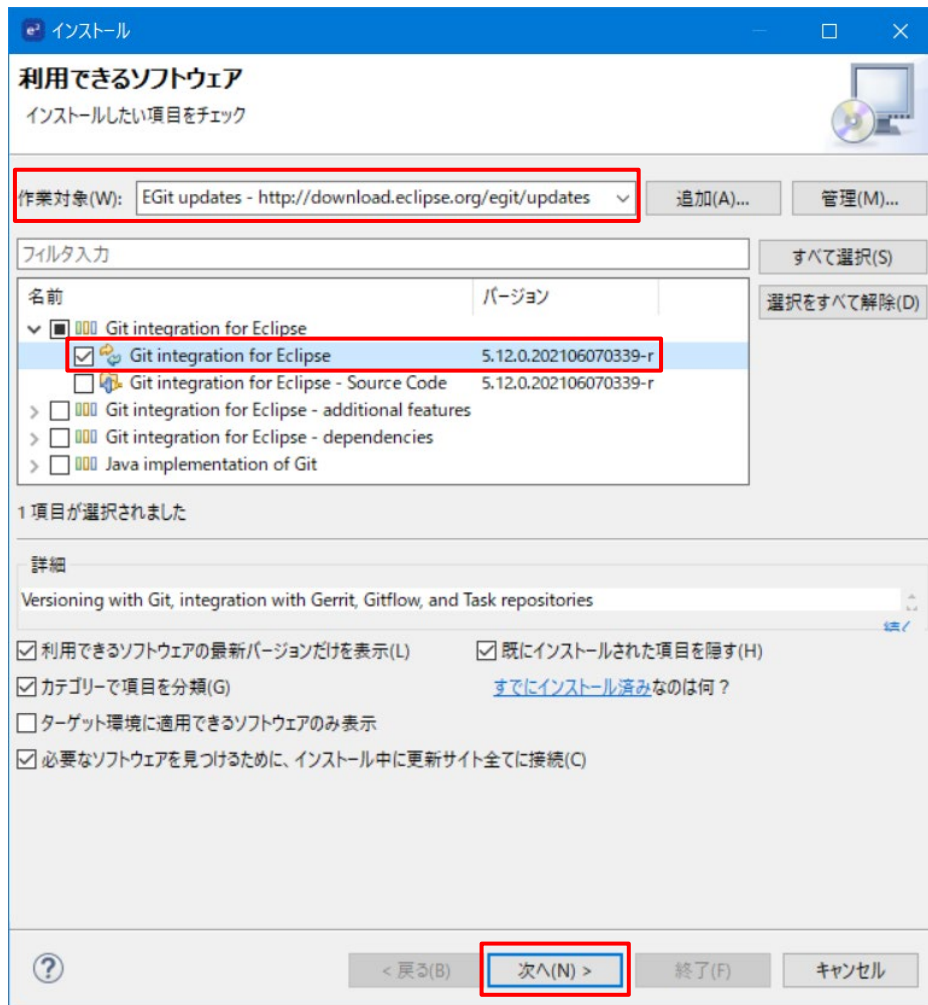 e² インストール
利用できるソフトウェア
インストールしたい項目をチェック
作業対象(W): EGit updates - http://download.eclipse.org/egit/updates 追加(A)... 管理(M)...
フィルタ入力 すべて選択(S)
名前 バージョン 選択をすべて解除(D)
Git integration for Eclipse
Git integration for Eclipse 5.12.0.202106070339-r
Git integration for Eclipse - Source Code 5.12.0.202106070339-r
Git integration for Eclipse - additional features
Git integration for Eclipse - dependencies
Java implementation of Git
1 項目が選択されました
詳細
Versioning with Git, integration with Gerrit, Gitflow, and Task repositories
続く
利用できるソフトウェアの最新バージョンだけを表示(L) 既にインストールされた項目を隠す(H)
カテゴリーで項目を分類(G) すでにインストール済みなのは何？
ターゲット環境に適用できるソフトウェアのみ表示
必要なソフトウェアを見つけるために、インストール中に更新サイト全てに接続(C)
? < 戻る(B) 次へ(N) > 終了(F) キャンセル